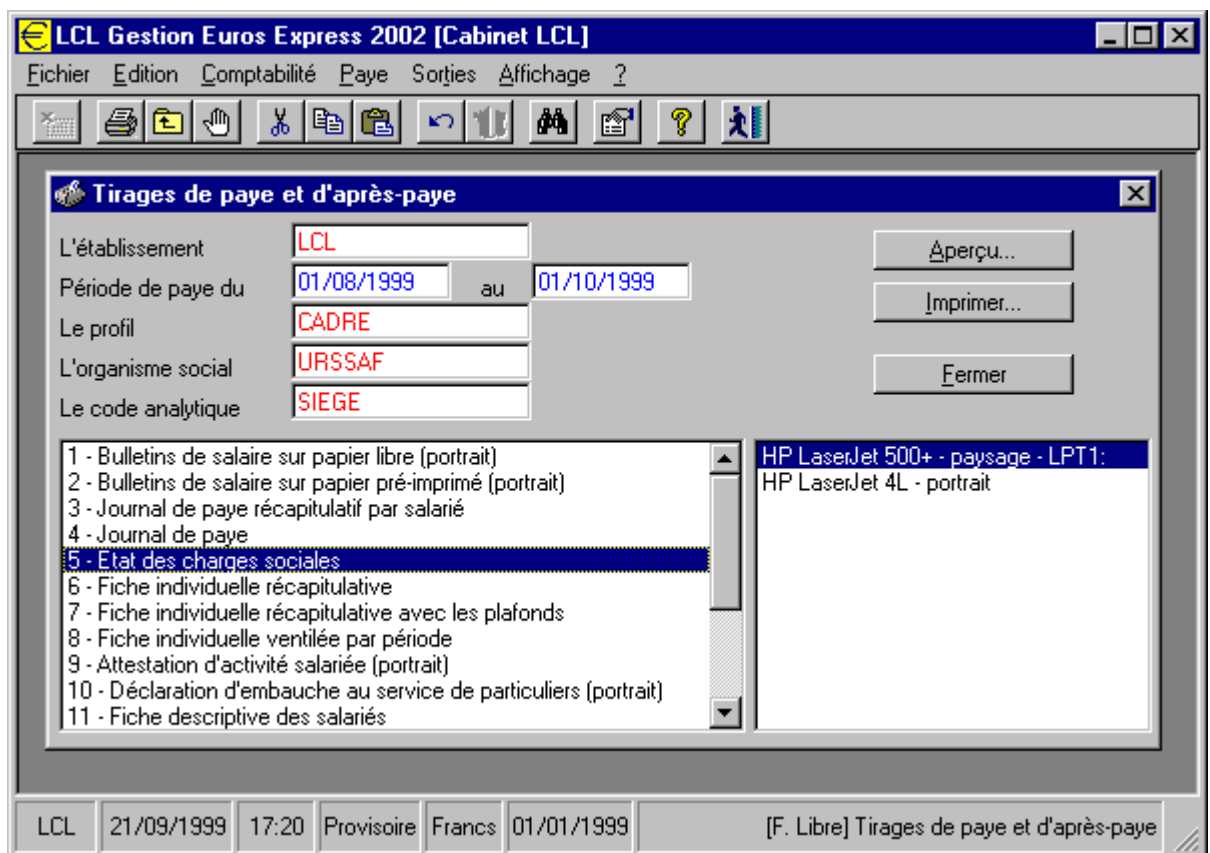 LCL Gestion Euros Express 2002 [Cabinet LCL]
Fichier Edition Comptabilité Paye Sorties Affichage ?
Tirages de paye et d'après-paye
L'établissement LCL Aperçu...
Période de paye du 01/08/1999 au 01/10/1999 Imprimer...
Le profil CADRE
L'organisme social URSSAF Fermer
Le code analytique SIEGE
1 - Bulletins de salaire sur papier libre (portrait)
2 - Bulletins de salaire sur papier pré-imprimé (portrait)
3 - Journal de paye récapitulatif par salarié
4 - Journal de paye
5 - Etat des charges sociales
6 - Fiche individuelle récapitulative
7 - Fiche individuelle récapitulative avec les plafonds
8 - Fiche individuelle ventilée par période
9 - Attestation d'activité salariée (portrait)
10 - Déclaration d'embauche au service de particuliers (portrait)
11 - Fiche descriptive des salariés
HP LaserJet 500+ - paysage - LPT1:
HP LaserJet 4L - portrait
LCL 21/09/1999 17:20 Provisoire Francs 01/01/1999 [F. Libre] Tirages de paye et d'après-paye